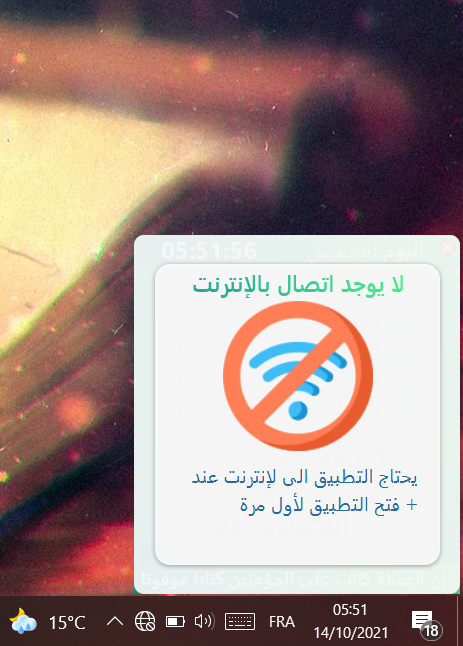 05:51:56
اليوم :الخميس
لا يوجد اتصال بالإنترنت
يحتاج التطبيق الى لإنترنت عند
فتح التطبيق لأول مرة +
إن الصلاة كانت على المؤمنين كتابا موقوتا
15°C
FRA
05:51
14/10/2021
18